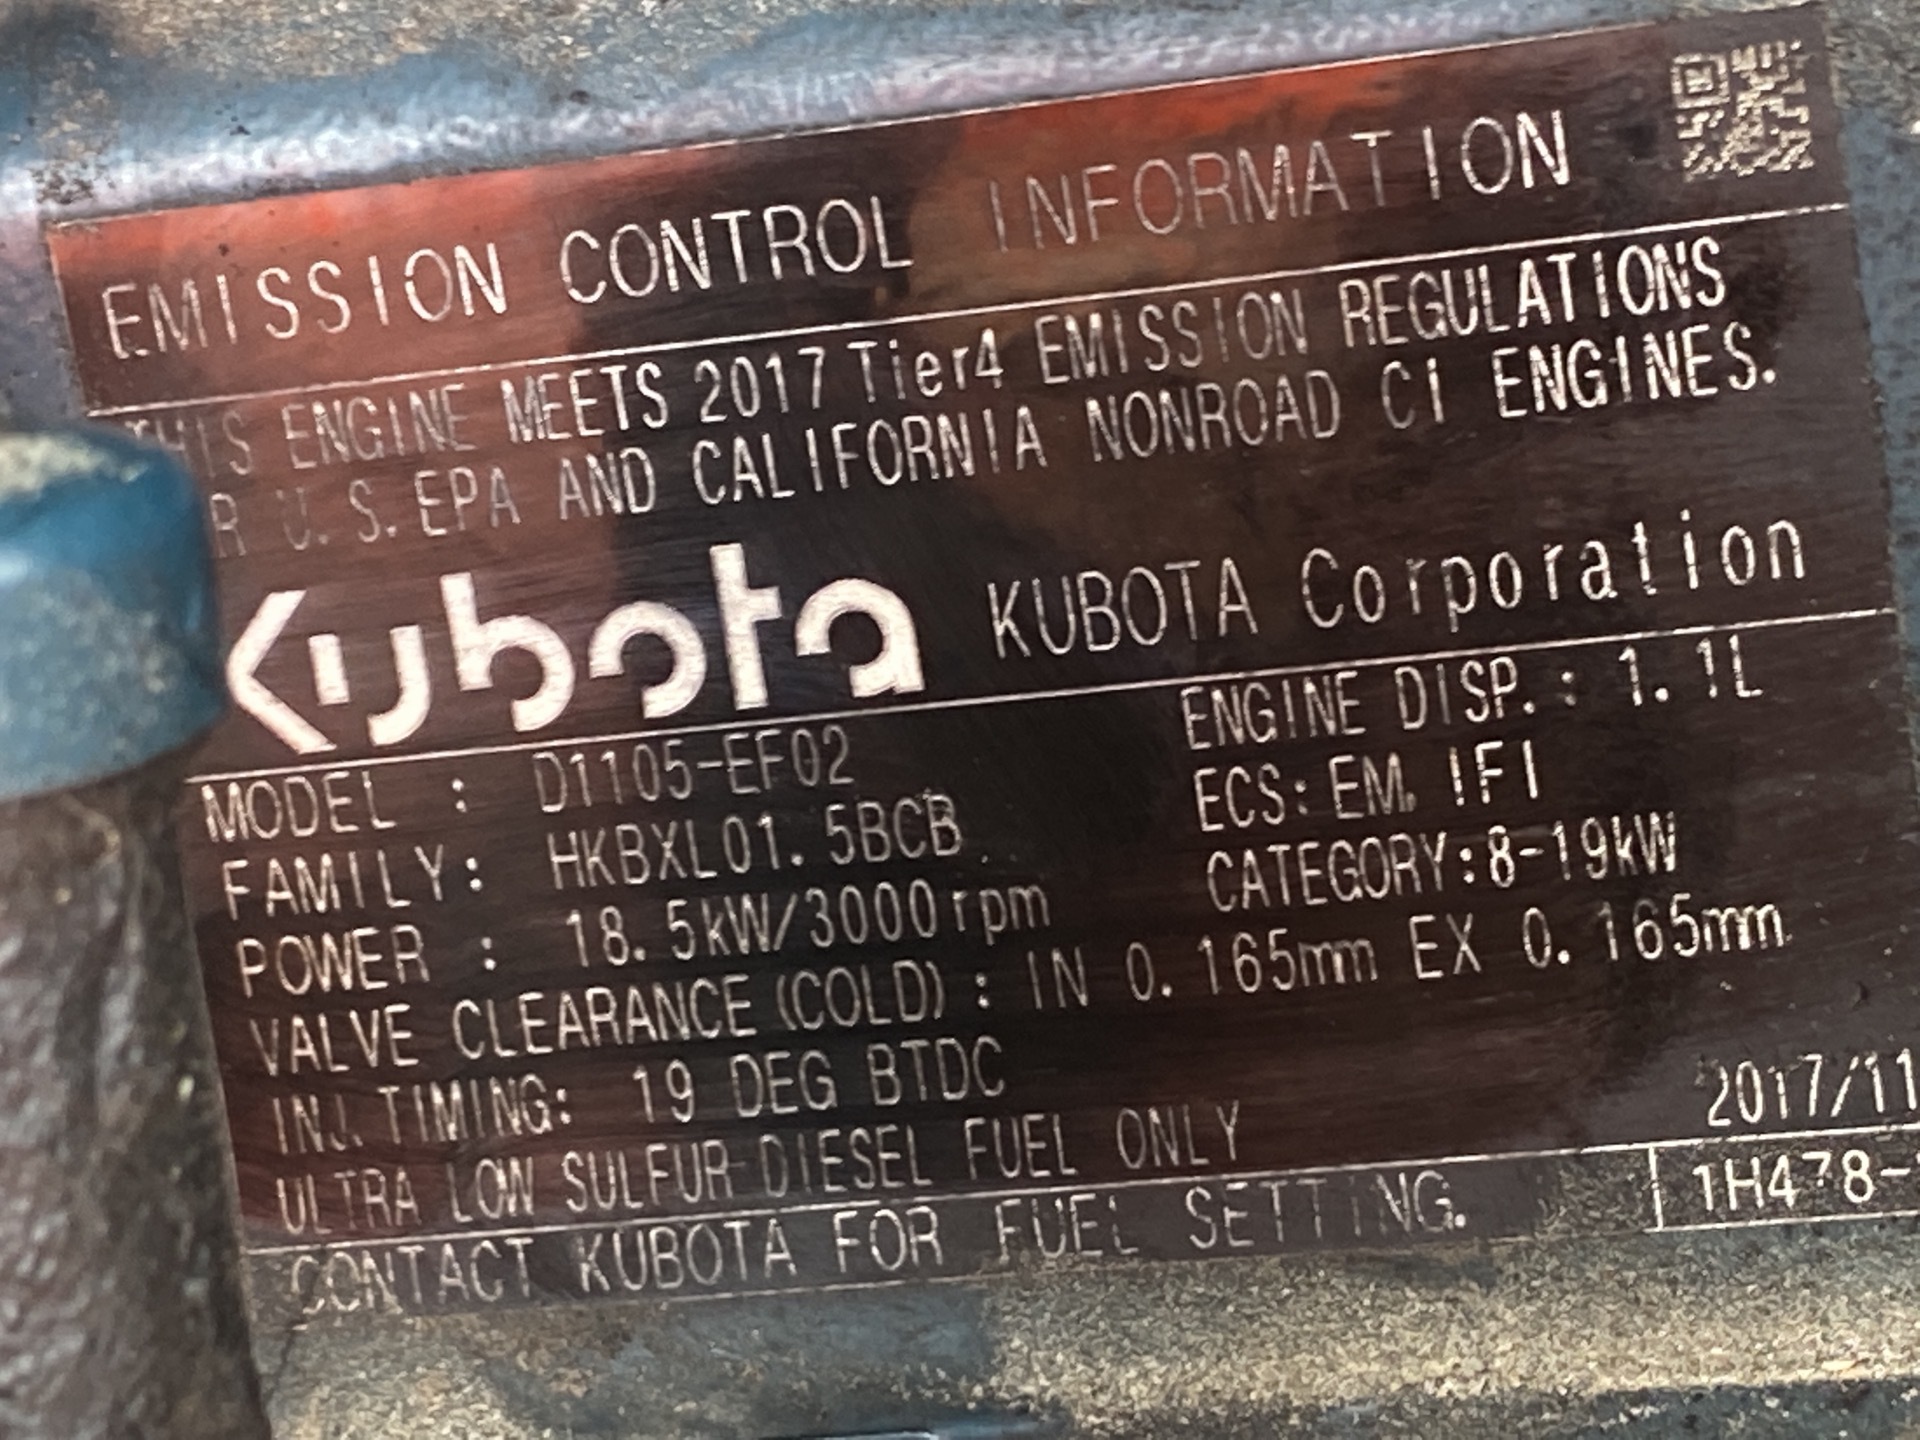 EMISSION CONTROL INFORMATION
THIS ENGINE MEETS 2017 Tier4 EMISSION REGULATIONS
R U.S.EPA AND CALIFORNIA NONROAD CI ENGINES.
Kubota KUBOTA Corporation
MODEL : D1105-EF02 ENGINE DISP. : 1.1L
FAMILY: HKBXL01.5BCB ECS: EM, IFI
POWER : 18.5kW/3000rpm CATEGORY:8-19kW
VALVE CLEARANCE(COLD): IN 0.165mm EX 0.165mm
INJ.TIMING: 19 DEG BTDC
ULTRA LOW SULFUR DIESEL FUEL ONLY 2017/11
CONTACT KUBOTA FOR FUEL SETTING. 1H478-